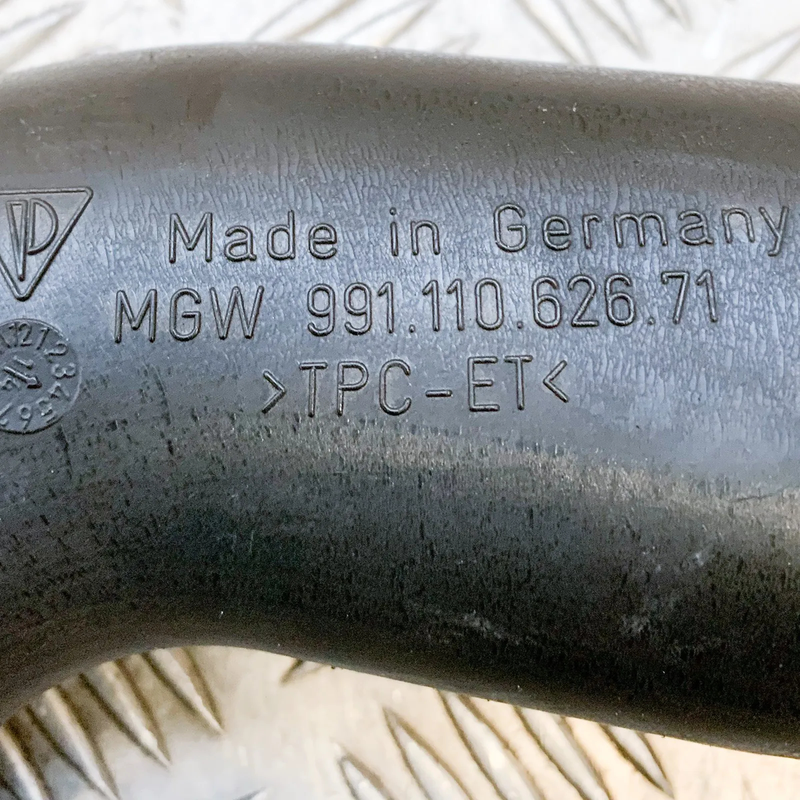 Made in Germany
MGW 991.110.626.71
>TPC-ET<